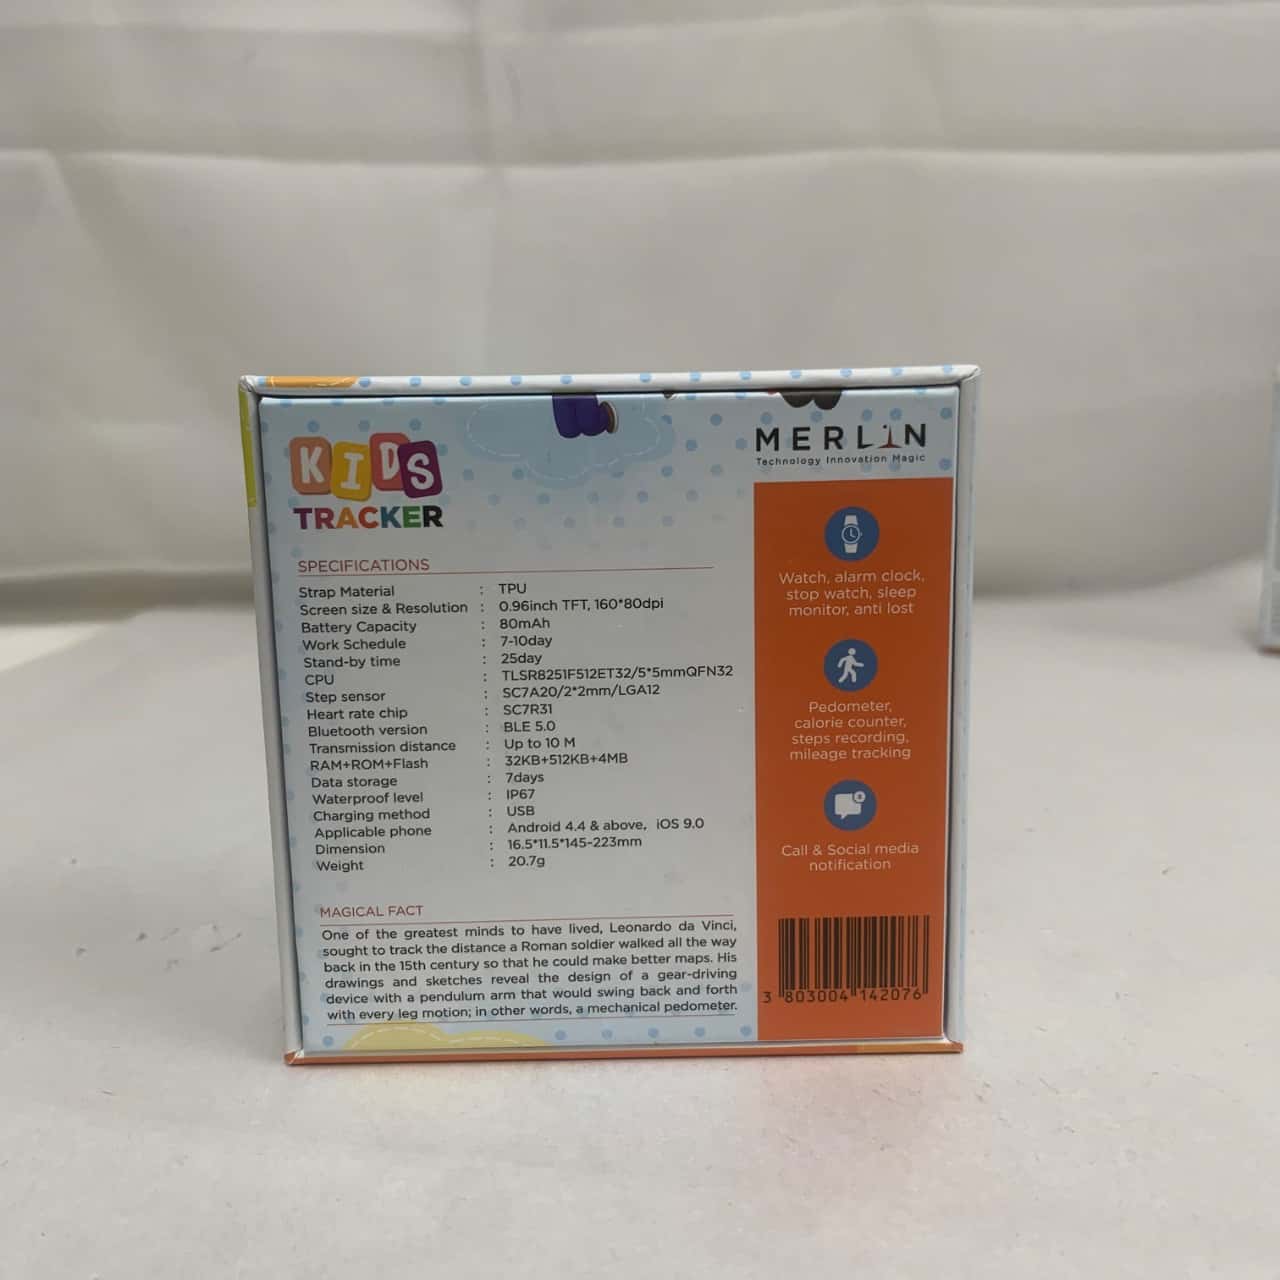 KIDS
TRACKER
MERLIN
Technology Innovation Magic
SPECIFICATIONS
Strap Material : TPU
Screen size & Resolution : 0.96inch TFT, 160*80dpi
Battery Capacity : 80mAh
Work Schedule : 7-10day
Stand-by time : 25day
CPU : TLSR8251F512ET32/5*5mmQFN32
Step sensor : SC7A20/2*2mm/LGA12
Heart rate chip : SC7R31
Bluetooth version : BLE 5.0
Transmission distance : Up to 10 M
RAM+ROM+Flash : 32KB+512KB+4MB
Data storage : 7days
Waterproof level : IP67
Charging method : USB
Applicable phone : Android 4.4 & above, iOS 9.0
Dimension : 16.5*11.5*145-223mm
Weight : 20.7g
MAGICAL FACT
One of the greatest minds to have lived, Leonardo da Vinci,
sought to track the distance a Roman soldier walked all the way
back in the 15th century so that he could make better maps. His
drawings and sketches reveal the design of a gear-driving
device with a pendulum arm that would swing back and forth
with every leg motion; in other words, a mechanical pedometer.
Watch, alarm clock,
stop watch, sleep
monitor, anti lost
Pedometer,
calorie counter,
steps recording,
mileage tracking
Call & Social media
notification
3 803004 142076